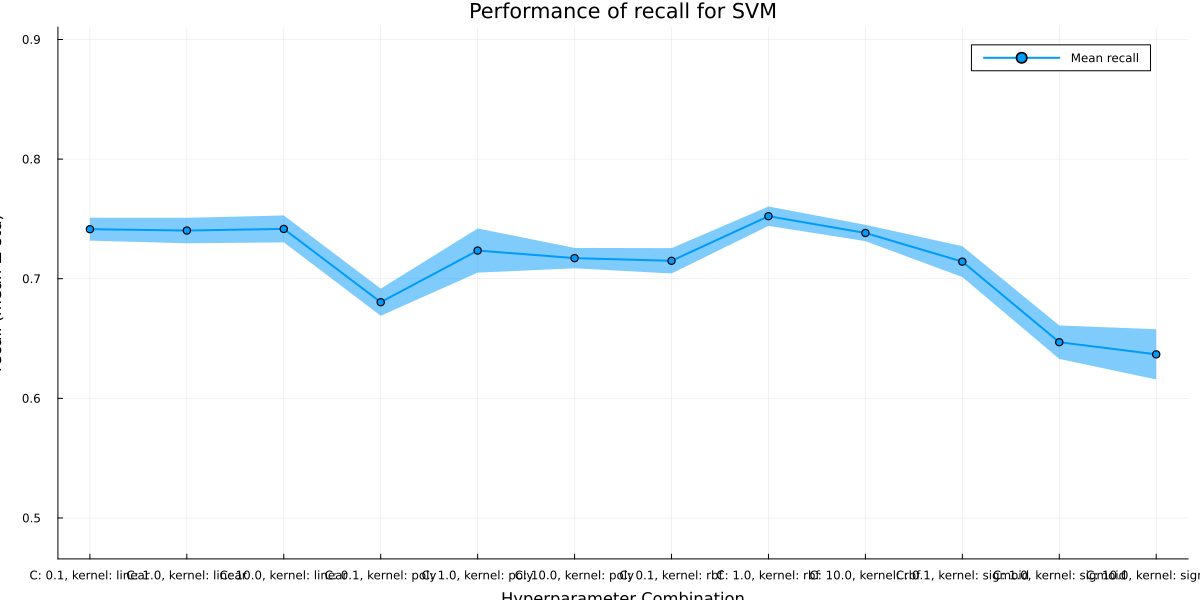 Performance of recall for SVM
0.9
Mean recall
0.8
0.7
0.6
0.5
C: 0.1, kernel: linear C: 1.0, kernel: linear C: 10.0, kernel: linear C: 0.1, kernel: poly C: 1.0, kernel: poly C: 10.0, kernel: poly C: 0.1, kernel: rbf C: 1.0, kernel: rbf C: 10.0, kernel: rbf C: 0.1, kernel: sigmoid C: 1.0, kernel: sigmoid C: 10.0, kernel: sigm
Hyperparameter Combination